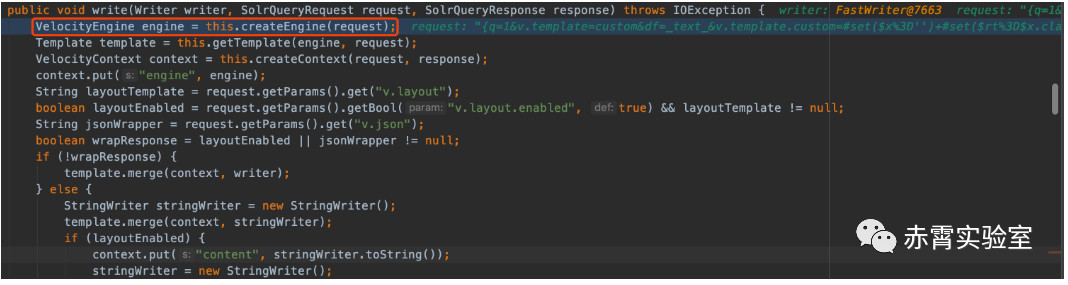 public void write(Writer writer, SolrQueryRequest request, SolrQueryResponse response) throws IOException {  writer: FastWriter@7663  request: "{q=1&
VelocityEngine engine = this.createEngine(request);  request: "{q=1&v.template=custom&df=_text_&v.template.custom=#set($x%3D'')+#set($rt%3D$x.cla
Template template = this.getTemplate(engine, request);
VelocityContext context = this.createContext(request, response);
context.put( s: "engine", engine);
String layoutTemplate = request.getParams().get("v.layout");
boolean layoutEnabled = request.getParams().getBool( param: "v.layout.enabled",  def: true) && layoutTemplate != null;
String jsonWrapper = request.getParams().get("v.json");
boolean wrapResponse = layoutEnabled || jsonWrapper != null;
if (!wrapResponse) {
template.merge(context, writer);
} else {
StringWriter stringWriter = new StringWriter();
template.merge(context, stringWriter);
if (layoutEnabled) {
context.put( s: "content", stringWriter.toString());
stringWriter = new StringWriter();
赤霄实验室